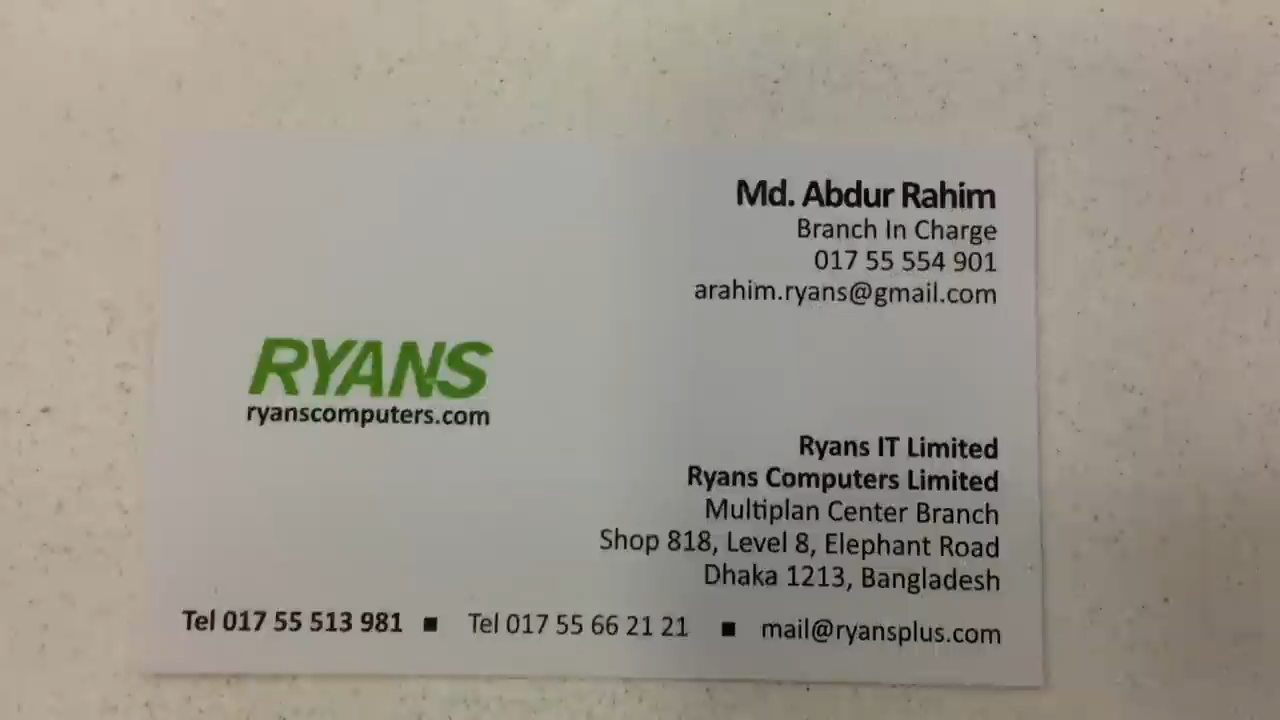 Md. Abdur Rahim
Branch In Charge
017 55 554 901
arahim.ryans@gmail.com
RYANS
ryanscomputers.com
Ryans IT Limited
Ryans Computers Limited
Multiplan Center Branch
Shop 818, Level 8, Elephant Road
Dhaka 1213, Bangladesh
Tel 017 55 513 981 ■ Tel 017 55 66 21 21 ■ mail@ryansplus.com